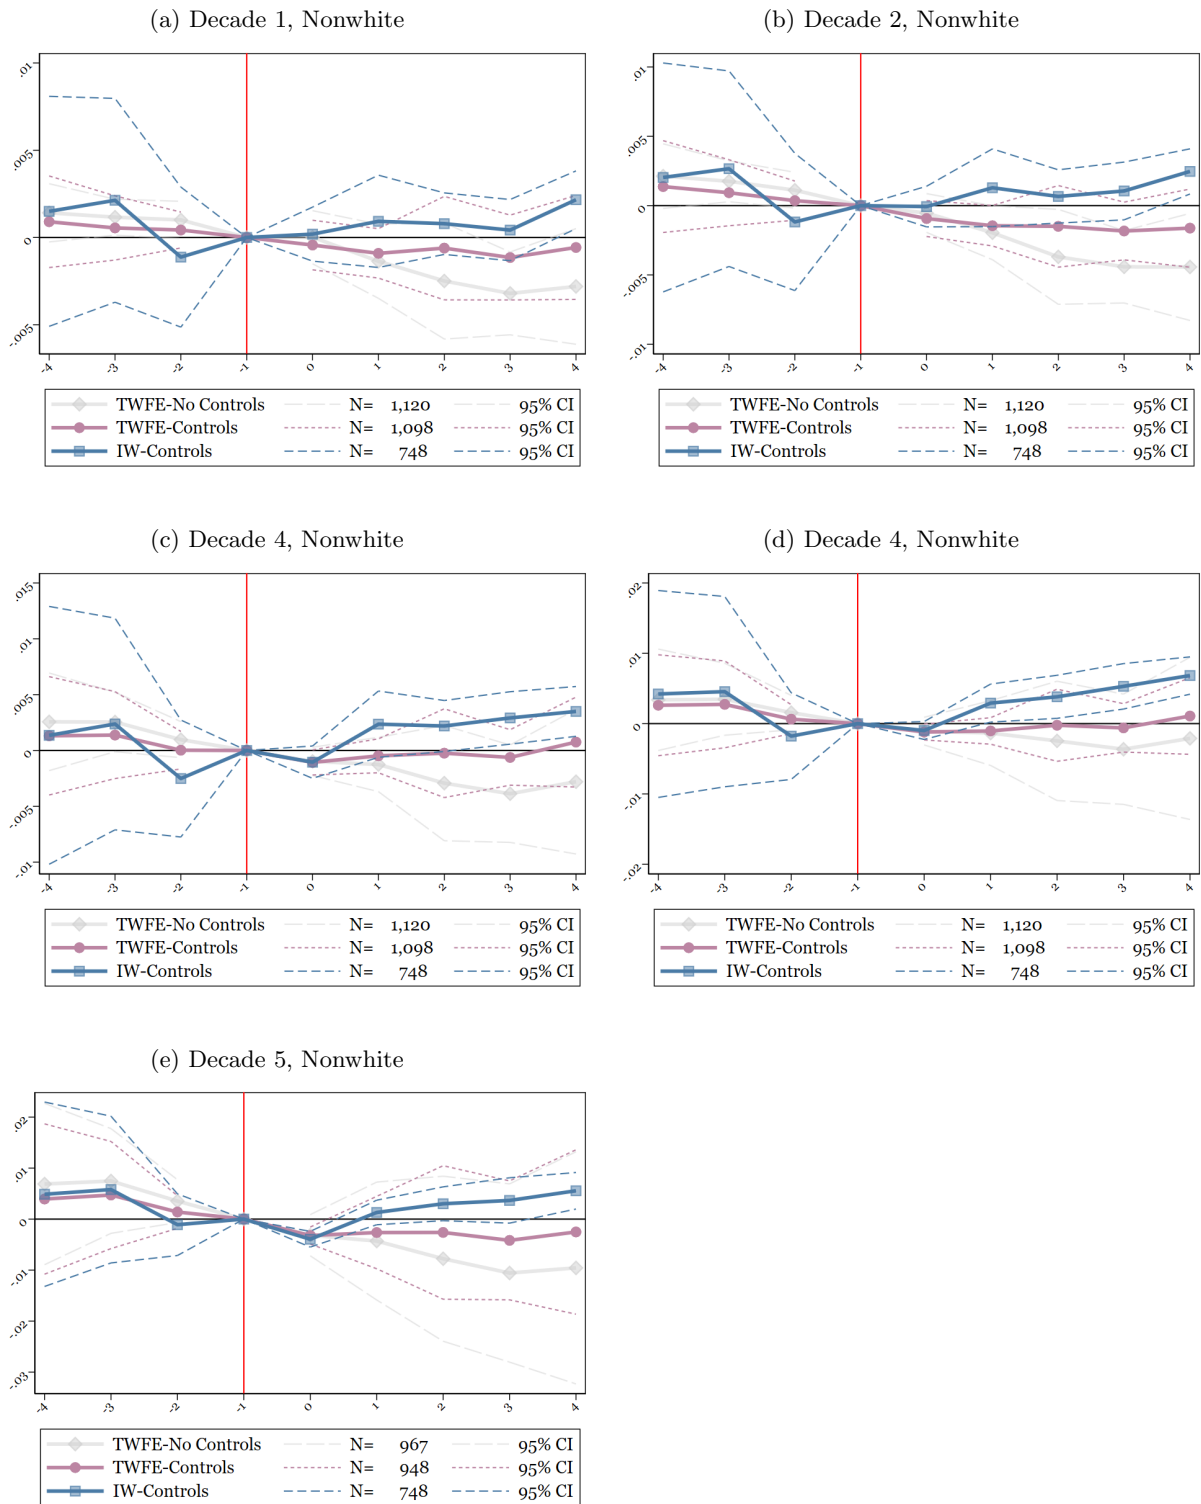 (a) Decade 1, Nonwhite
.01
.005
0
-.005
-4 -3 -2 -1 0 1 2 3 4
TWFE-No Controls N= 1,120 95% CI
TWFE-Controls N= 1,098 95% CI
IW-Controls N= 748 95% CI
(b) Decade 2, Nonwhite
.01
.005
0
-.005
-.01
-4 -3 -2 -1 0 1 2 3 4
TWFE-No Controls N= 1,120 95% CI
TWFE-Controls N= 1,098 95% CI
IW-Controls N= 748 95% CI
(c) Decade 4, Nonwhite
.015
.01
.005
0
-.005
-.01
-4 -3 -2 -1 0 1 2 3 4
TWFE-No Controls N= 1,120 95% CI
TWFE-Controls N= 1,098 95% CI
IW-Controls N= 748 95% CI
(d) Decade 4, Nonwhite
.02
.01
0
-.01
-.02
-4 -3 -2 -1 0 1 2 3 4
TWFE-No Controls N= 1,120 95% CI
TWFE-Controls N= 1,098 95% CI
IW-Controls N= 748 95% CI
(e) Decade 5, Nonwhite
.02
.01
0
-.01
-.02
-.03
-4 -3 -2 -1 0 1 2 3 4
TWFE-No Controls N= 967 95% CI
TWFE-Controls N= 948 95% CI
IW-Controls N= 748 95% CI